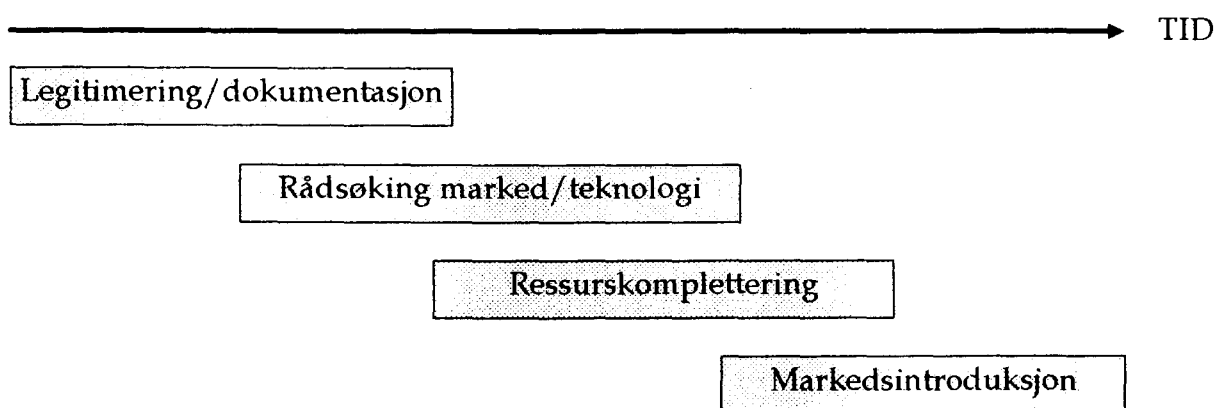 TID
Legitimering/dokumentasjon
Rådsøking marked/teknologi
Ressurskomplettering
Markedsintroduksjon